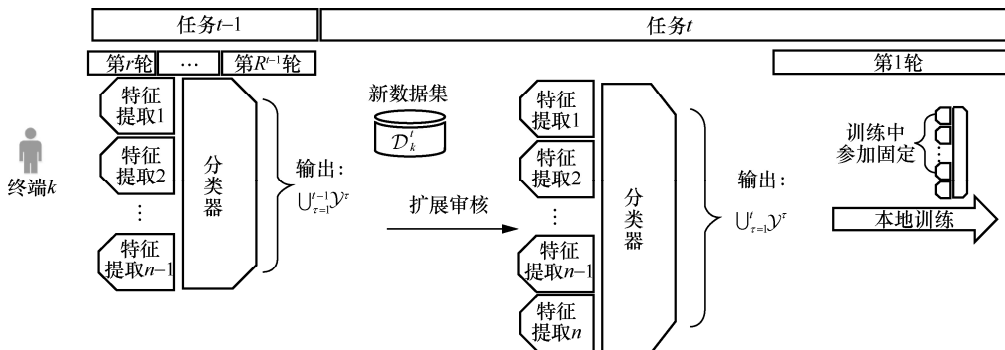 任务t−1
任务t
第r轮
…
第Rᵗ⁻¹轮
第1轮
特征
提取1
特征
提取2
⋮
特征
提取n−1
分类器
终端k
输出：
⋃_{τ=1}^{t−1} 𝒴^τ
新数据集
𝒟_k^t
扩展审核
特征
提取1
特征
提取2
⋮
特征
提取n−1
特征
提取n
分类器
输出：
⋃_{τ=1}^{t} 𝒴^τ
训练中
参加固定
本地训练